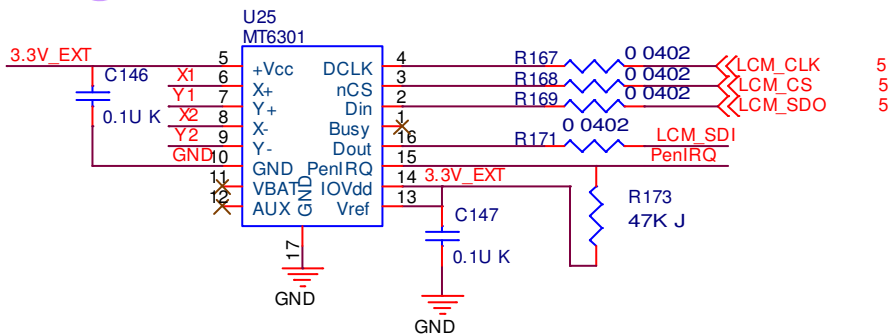 U25
MT6301
3.3V_EXT 5 +Vcc DCLK 4 R167 0 0402 LCM_CLK 5
C146 X1 6 X+ nCS 3 R168 0 0402 LCM_CS 5
Y1 7 Y+ Din 2 R169 0 0402 LCM_SDO 5
0.1U K X2 8 X- Busy 1
Y2 9 Y- Dout 16 R171 0 0402 LCM_SDI
GND 10 GND PenIRQ 15 PenIRQ
11 VBAT IOVdd 14 3.3V_EXT
12 AUX Vref 13
GND 17
R173
47K J
C147
0.1U K
GND
GND